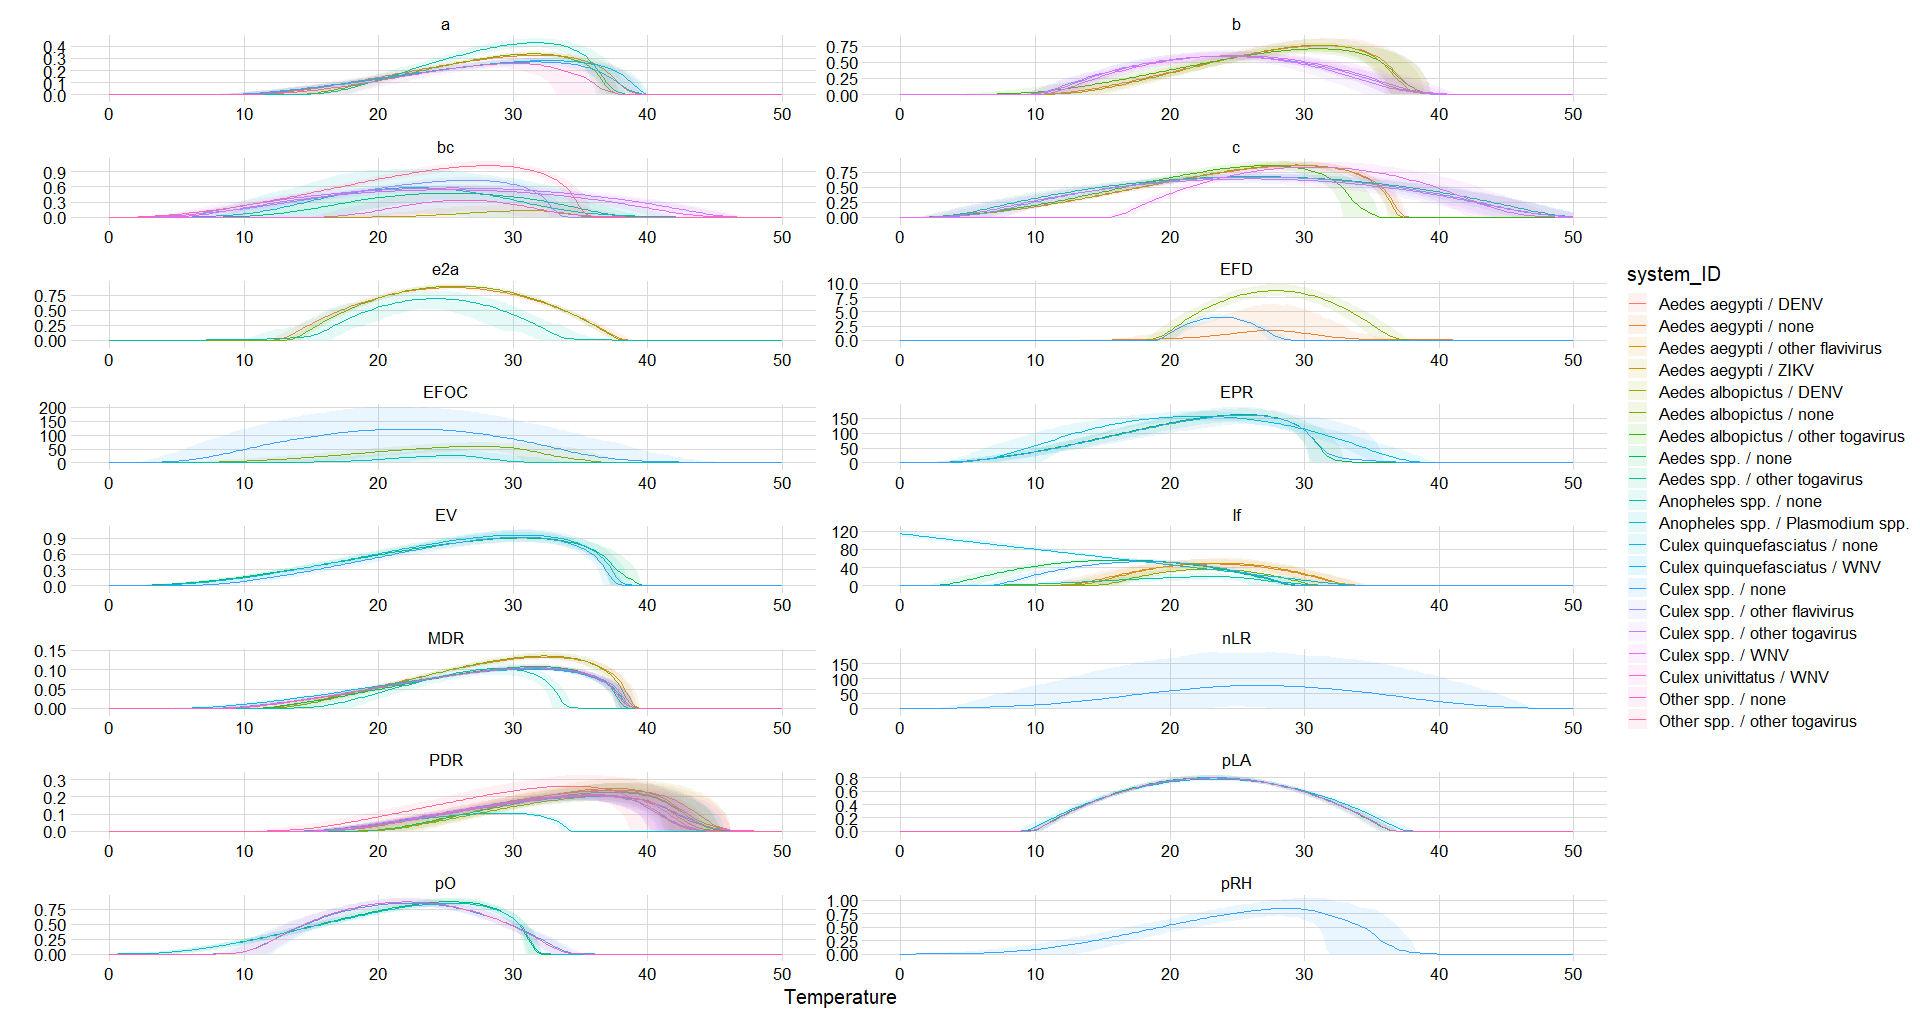 a
0.4
0.3
0.2
0.1
0.0
0 10 20 30 40 50
b
0.75
0.50
0.25
0.00
0 10 20 30 40 50
bc
0.9
0.6
0.3
0.0
0 10 20 30 40 50
c
0.75
0.50
0.25
0.00
0 10 20 30 40 50
e2a
0.75
0.50
0.25
0.00
0 10 20 30 40 50
EFD
10.0
7.5
5.0
2.5
0.0
0 10 20 30 40 50
EFOC
200
150
100
50
0
0 10 20 30 40 50
EPR
150
100
50
0
0 10 20 30 40 50
EV
0.9
0.6
0.3
0.0
0 10 20 30 40 50
lf
120
80
40
0
0 10 20 30 40 50
MDR
0.15
0.10
0.05
0.00
0 10 20 30 40 50
nLR
150
100
50
0
0 10 20 30 40 50
PDR
0.3
0.2
0.1
0.0
0 10 20 30 40 50
pLA
0.8
0.6
0.4
0.2
0.0
0 10 20 30 40 50
pO
0.75
0.50
0.25
0.00
0 10 20 30 40 50
pRH
1.00
0.75
0.50
0.25
0.00
0 10 20 30 40 50
Temperature
system_ID
Aedes aegypti / DENV
Aedes aegypti / none
Aedes aegypti / other flavivirus
Aedes aegypti / ZIKV
Aedes albopictus / DENV
Aedes albopictus / none
Aedes albopictus / other togavirus
Aedes spp. / none
Aedes spp. / other togavirus
Anopheles spp. / none
Anopheles spp. / Plasmodium spp.
Culex quinquefasciatus / none
Culex quinquefasciatus / WNV
Culex spp. / none
Culex spp. / other flavivirus
Culex spp. / other togavirus
Culex spp. / WNV
Culex univittatus / WNV
Other spp. / none
Other spp. / other togavirus